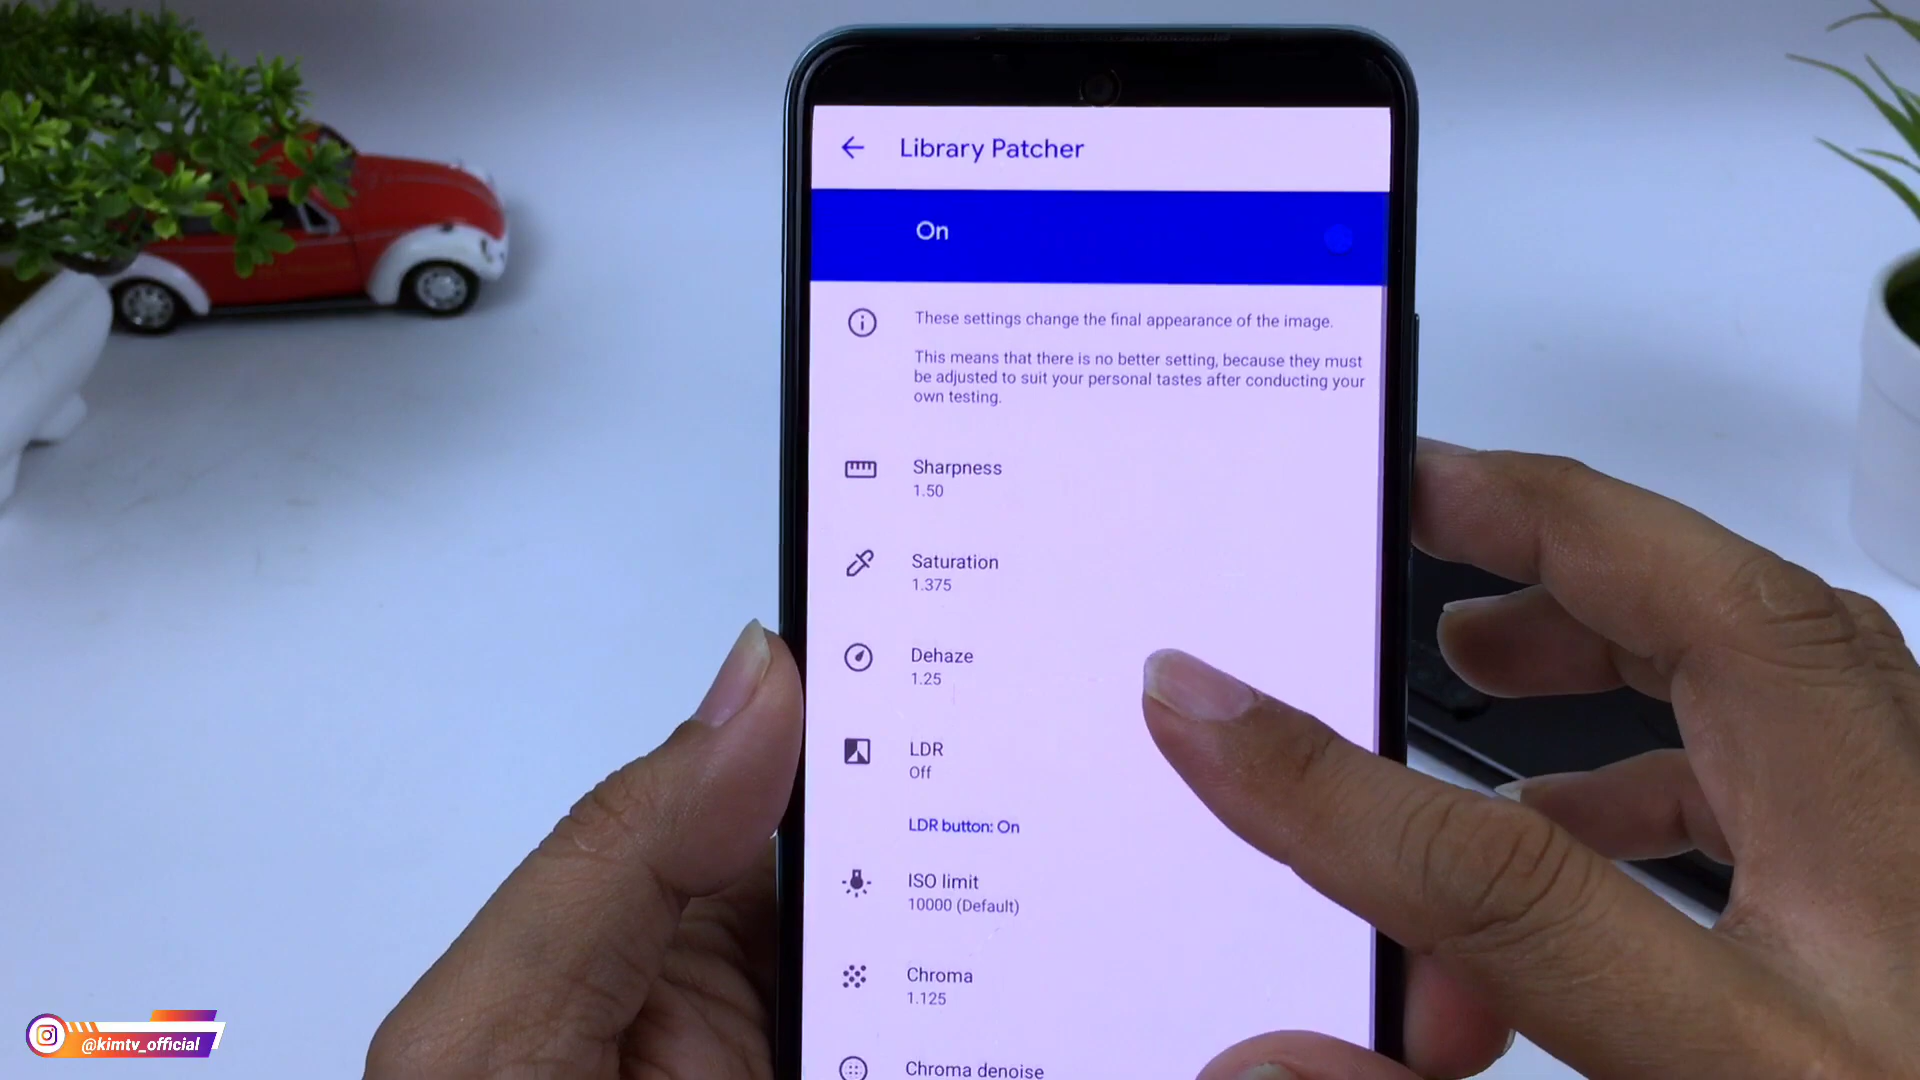 Library Patcher
On
These settings change the final appearance of the image.
This means that there is no better setting, because they must
be adjusted to suit your personal tastes after conducting your
own testing.
Sharpness
1.50
Saturation
1.375
Dehaze
1.25
LDR
Off
LDR button: On
ISO limit
10000 (Default)
Chroma
1.125
Chroma denoise
@kimtv_official